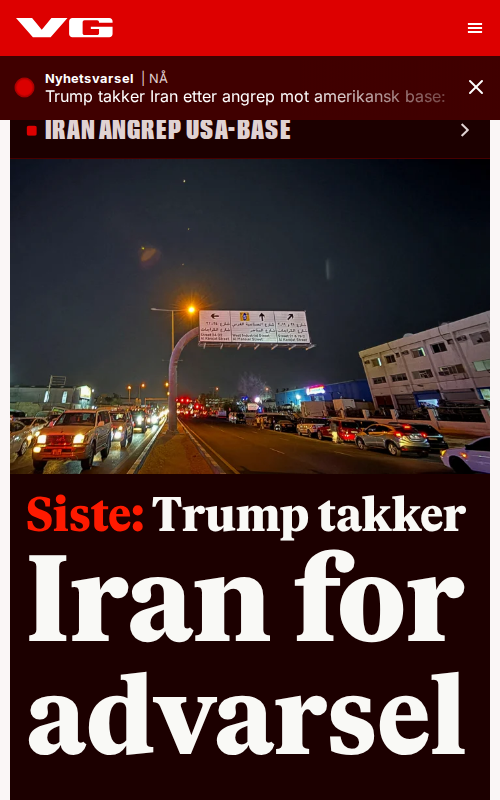 VG
Nyhetsvarsel | NÅ
Trump takker Iran etter angrep mot amerikansk base:
IRAN ANGREP USA-BASE
Siste: Trump takker
Iran for
advarsel